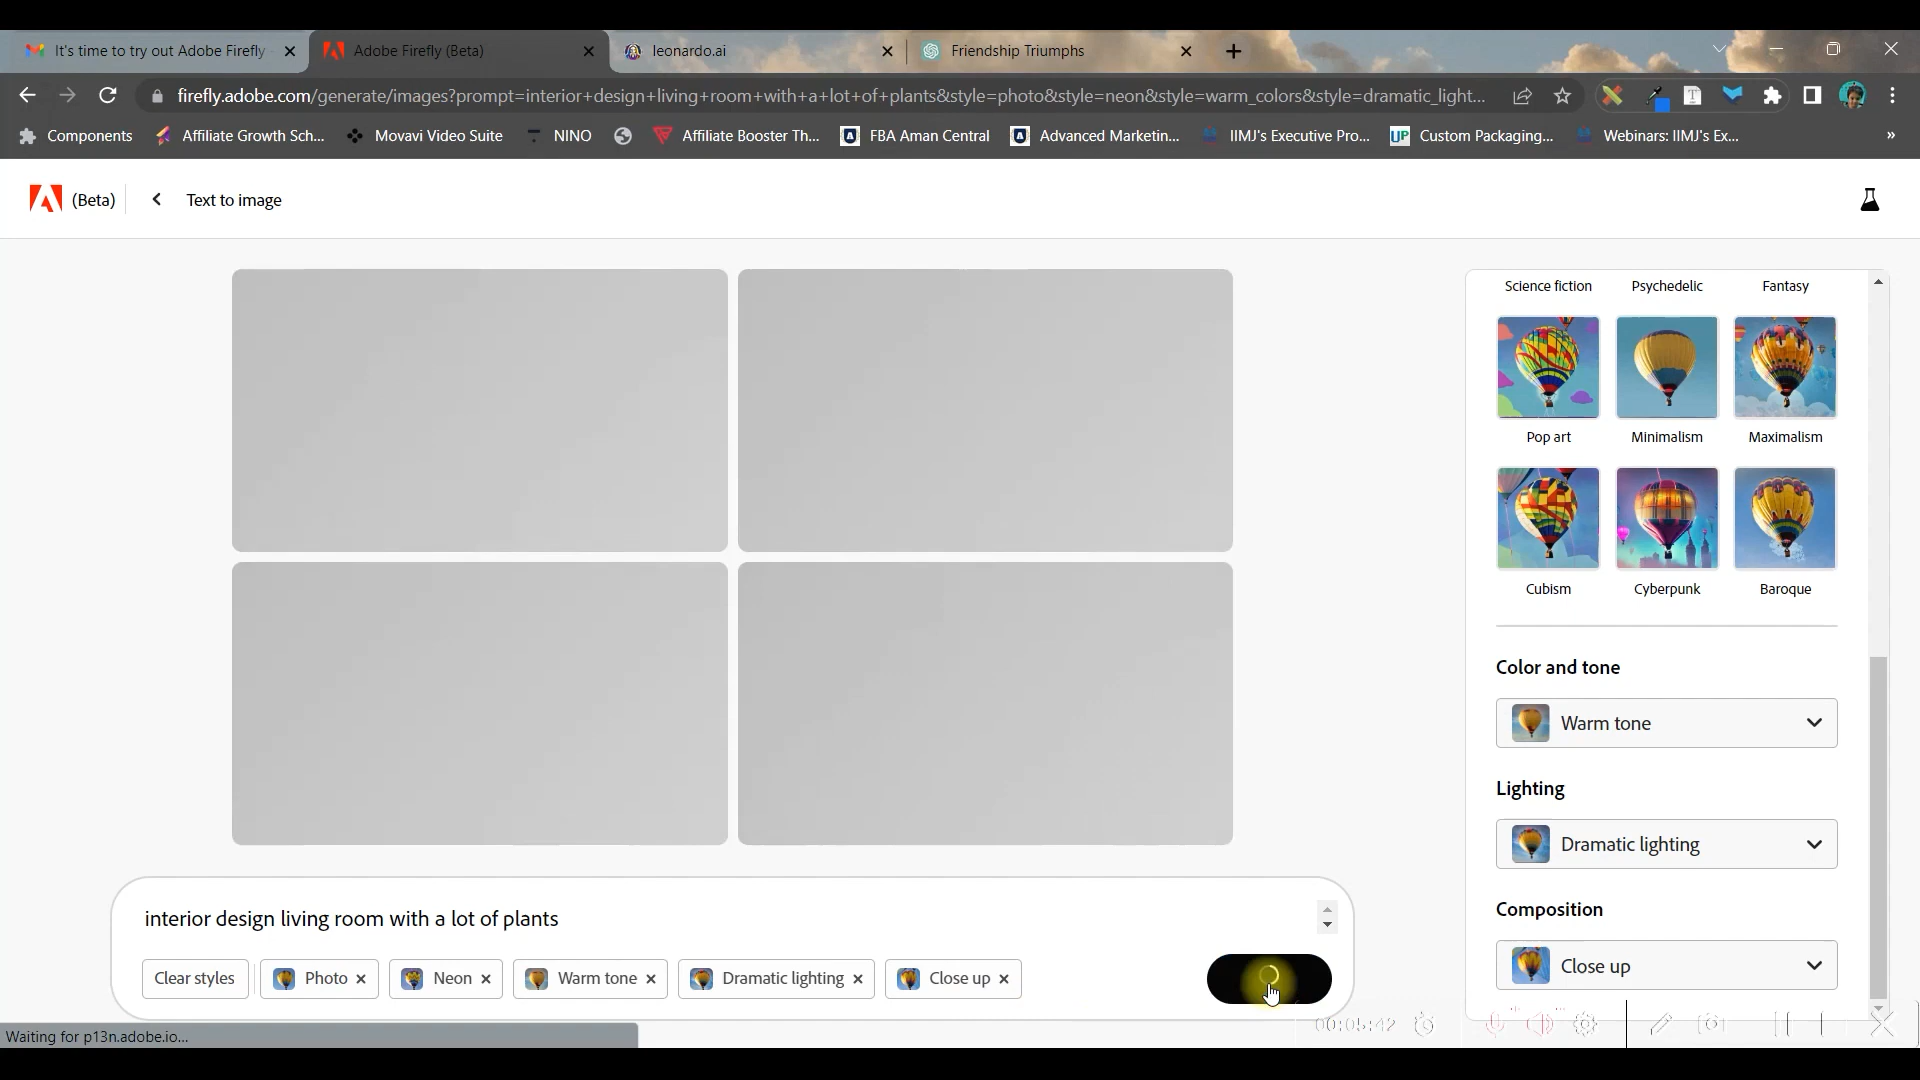 It's time to try out Adobe Firefly
Adobe Firefly (Beta)
leonardo.ai
Friendship Triumphs
firefly.adobe.com/generate/images?prompt=interior+design+living+room+with+a+lot+of+plants&style=photo&style=neon&style=warm_colors&style=dramatic_light...
Components
Affiliate Growth Sch...
Movavi Video Suite
NINO
Affiliate Booster Th...
FBA Aman Central
Advanced Marketin...
IIMJ's Executive Pro...
UP
Custom Packaging,...
Webinars: IIMJ's Ex...
(Beta)
Text to image
Science fiction
Psychedelic
Fantasy
Pop art
Minimalism
Maximalism
Cubism
Cyberpunk
Baroque
Color and tone
Warm tone
Lighting
Dramatic lighting
Composition
Close up
interior design living room with a lot of plants
Clear styles
Photo
Neon
Warm tone
Dramatic lighting
Close up
Waiting for p13n.adobe.io...
00:05:42